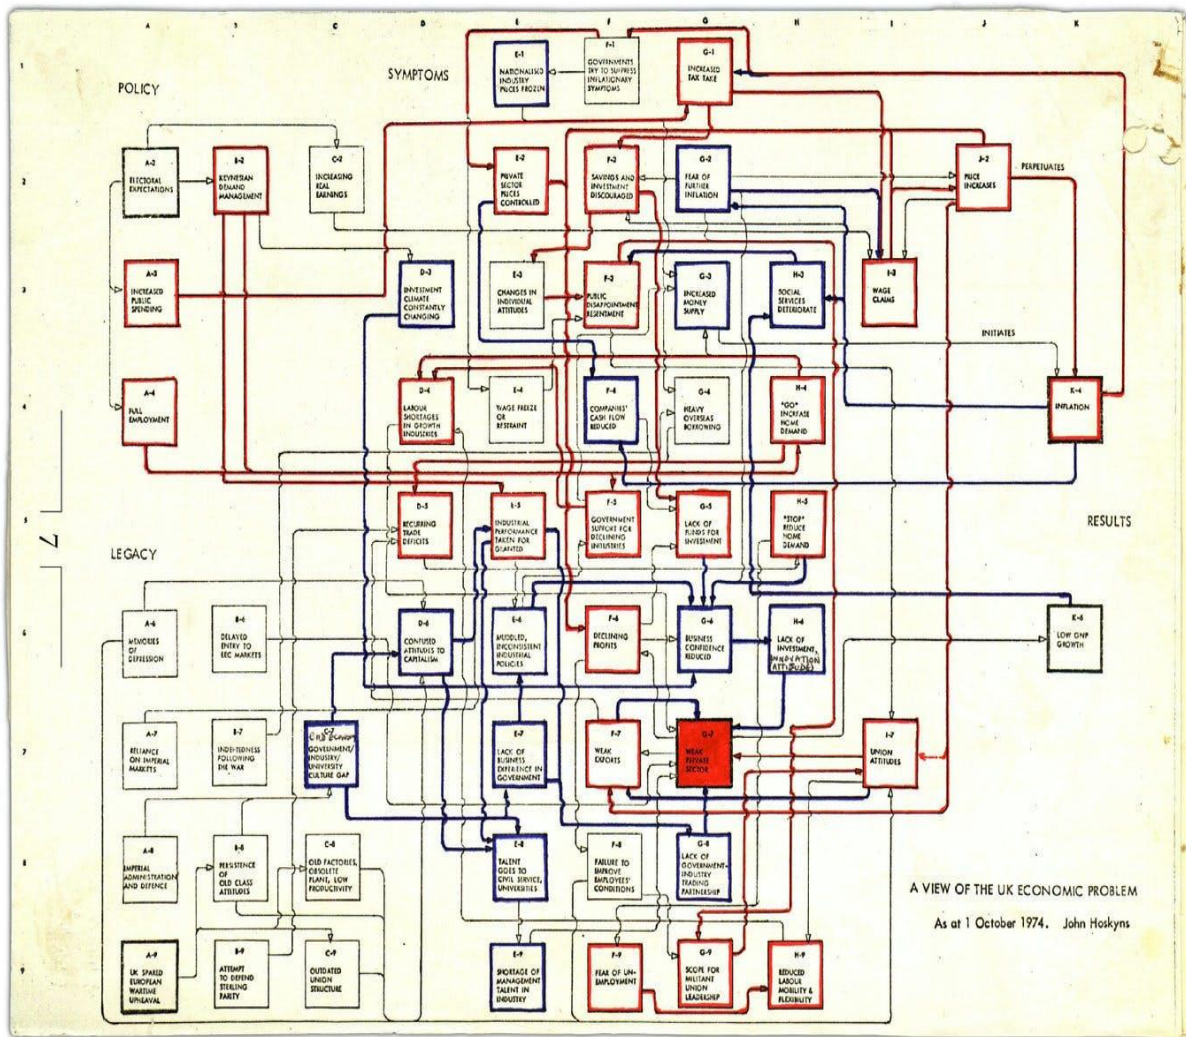 A
B
C
D
E
F
G
H
I
J
K
1
POLICY
SYMPTOMS
E-1
NATIONALISED
INDUSTRY
PRICES FROZEN
F-1
GOVERNMENTS
TRY TO SUPPRESS
INFLATIONARY
SYMPTOMS
G-1
INCREASED
TAX TAKE
2
A-2
ELECTORAL
EXPECTATIONS
B-2
KEYNESIAN
DEMAND
MANAGEMENT
C-2
INCREASING
REAL
EARNINGS
E-2
PRIVATE
SECTOR
PRICES
CONTROLLED
F-2
SAVINGS AND
INVESTMENT
DISCOURAGED
G-2
FEAR OF
FURTHER
INFLATION
J-2
PRICE
INCREASES
PERPETUATES
3
A-3
INCREASED
PUBLIC
SPENDING
D-3
INVESTMENT
CLIMATE
CONSTANTLY
CHANGING
E-3
CHANGES IN
INDIVIDUAL
ATTITUDES
F-3
PUBLIC
DISAPPOINTMENT
RESENTMENT
G-3
INCREASED
MONEY
SUPPLY
H-3
SOCIAL
SERVICES
DETERIORATE
I-3
WAGE
CLAIMS
INITIATES
4
A-4
FULL
EMPLOYMENT
D-4
LABOUR
SHORTAGES
IN GROWTH
INDUSTRIES
E-4
WAGE FREEZE
OR
RESTRAINT
F-4
COMPANIES'
CASH FLOW
REDUCED
G-4
HEAVY
OVERSEAS
BORROWING
H-4
"GO"
INCREASE
HOME
DEMAND
K-4
INFLATION
5
7
LEGACY
RESULTS
D-5
RECURRING
TRADE
DEFICITS
E-5
INDUSTRIAL
PERFORMANCE
TAKEN FOR
GRANTED
F-5
GOVERNMENT
SUPPORT FOR
DECLINING
INDUSTRIES
G-5
LACK OF
FUNDS FOR
INVESTMENT
H-5
"STOP"
REDUCE
HOME
DEMAND
6
A-6
MEMORIES
OF
DEPRESSION
B-6
DELAYED
ENTRY TO
EEC MARKETS
D-6
CONFUSED
ATTITUDES TO
CAPITALISM
E-6
MUDDLED,
INCONSISTENT
INDUSTRIAL
POLICIES
F-6
DECLINING
PROFITS
G-6
BUSINESS
CONFIDENCE
REDUCED
H-6
LACK OF
INVESTMENT,
INNOVATION
ATTITUDES
K-6
LOW GNP
GROWTH
7
A-7
RELIANCE
ON IMPERIAL
MARKETS
B-7
INDEBTEDNESS
FOLLOWING
THE WAR
C-7
GOVERNMENT/
INDUSTRY/
UNIVERSITY
CULTURE GAP
E-7
LACK OF
BUSINESS
EXPERIENCE IN
GOVERNMENT
F-7
WEAK
EXPORTS
G-7
WEAK
PRIVATE
SECTOR
I-7
UNION
ATTITUDES
8
A-8
IMPERIAL
ADMINISTRATION
AND DEFENCE
B-8
PERSISTENCE
OF
OLD CLASS
ATTITUDES
C-8
OLD FACTORIES,
OBSOLETE
PLANT, LOW
PRODUCTIVITY
E-8
TALENT
GOES TO
CIVIL SERVICE,
UNIVERSITIES
F-8
FAILURE TO
IMPROVE
EMPLOYEES'
CONDITIONS
G-8
LACK OF
GOVERNMENT-
INDUSTRY
TRADING
PARTNERSHIP
A VIEW OF THE UK ECONOMIC PROBLEM
As at 1 October 1974. John Hoskyns
9
A-9
UK SPARED
EUROPEAN
WARTIME
UPHEAVAL
B-9
ATTEMPT
TO DEFEND
STERLING
PARITY
C-9
OUTDATED
UNION
STRUCTURE
E-9
SHORTAGE OF
MANAGEMENT
TALENT IN
INDUSTRY
F-9
FEAR OF UN-
EMPLOYMENT
G-9
SCOPE FOR
MILITANT
UNION
LEADERSHIP
H-9
REDUCED
LABOUR
MOBILITY &
FLEXIBILITY